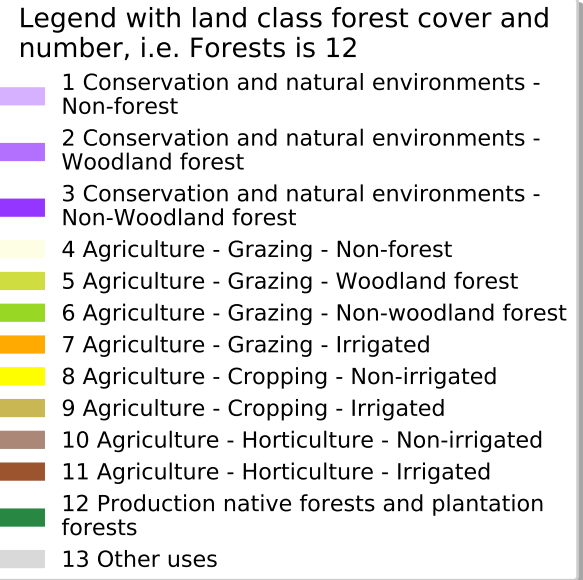 Legend with land class forest cover and
number, i.e. Forests is 12
1 Conservation and natural environments -
Non-forest
2 Conservation and natural environments -
Woodland forest
3 Conservation and natural environments -
Non-Woodland forest
4 Agriculture - Grazing - Non-forest
5 Agriculture - Grazing - Woodland forest
6 Agriculture - Grazing - Non-woodland forest
7 Agriculture - Grazing - Irrigated
8 Agriculture - Cropping - Non-irrigated
9 Agriculture - Cropping - Irrigated
10 Agriculture - Horticulture - Non-irrigated
11 Agriculture - Horticulture - Irrigated
12 Production native forests and plantation
forests
13 Other uses